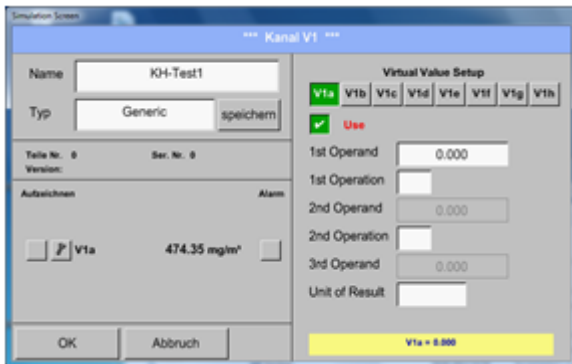 Simulation Screen
*** Kanal V1 ***
Name KH-Test1
Typ Generic speichern
Teile Nr. 0 Ser. Nr. 0
Version:
Aufzeichnen Alarm
V1a 474.35 mg/m³
OK Abbruch
Virtual Value Setup
V1a V1b V1c V1d V1e V1f V1g V1h
Use
1st Operand 0.000
1st Operation
2nd Operand 0.000
2nd Operation
3rd Operand 0.000
Unit of Result
V1a = 0.000